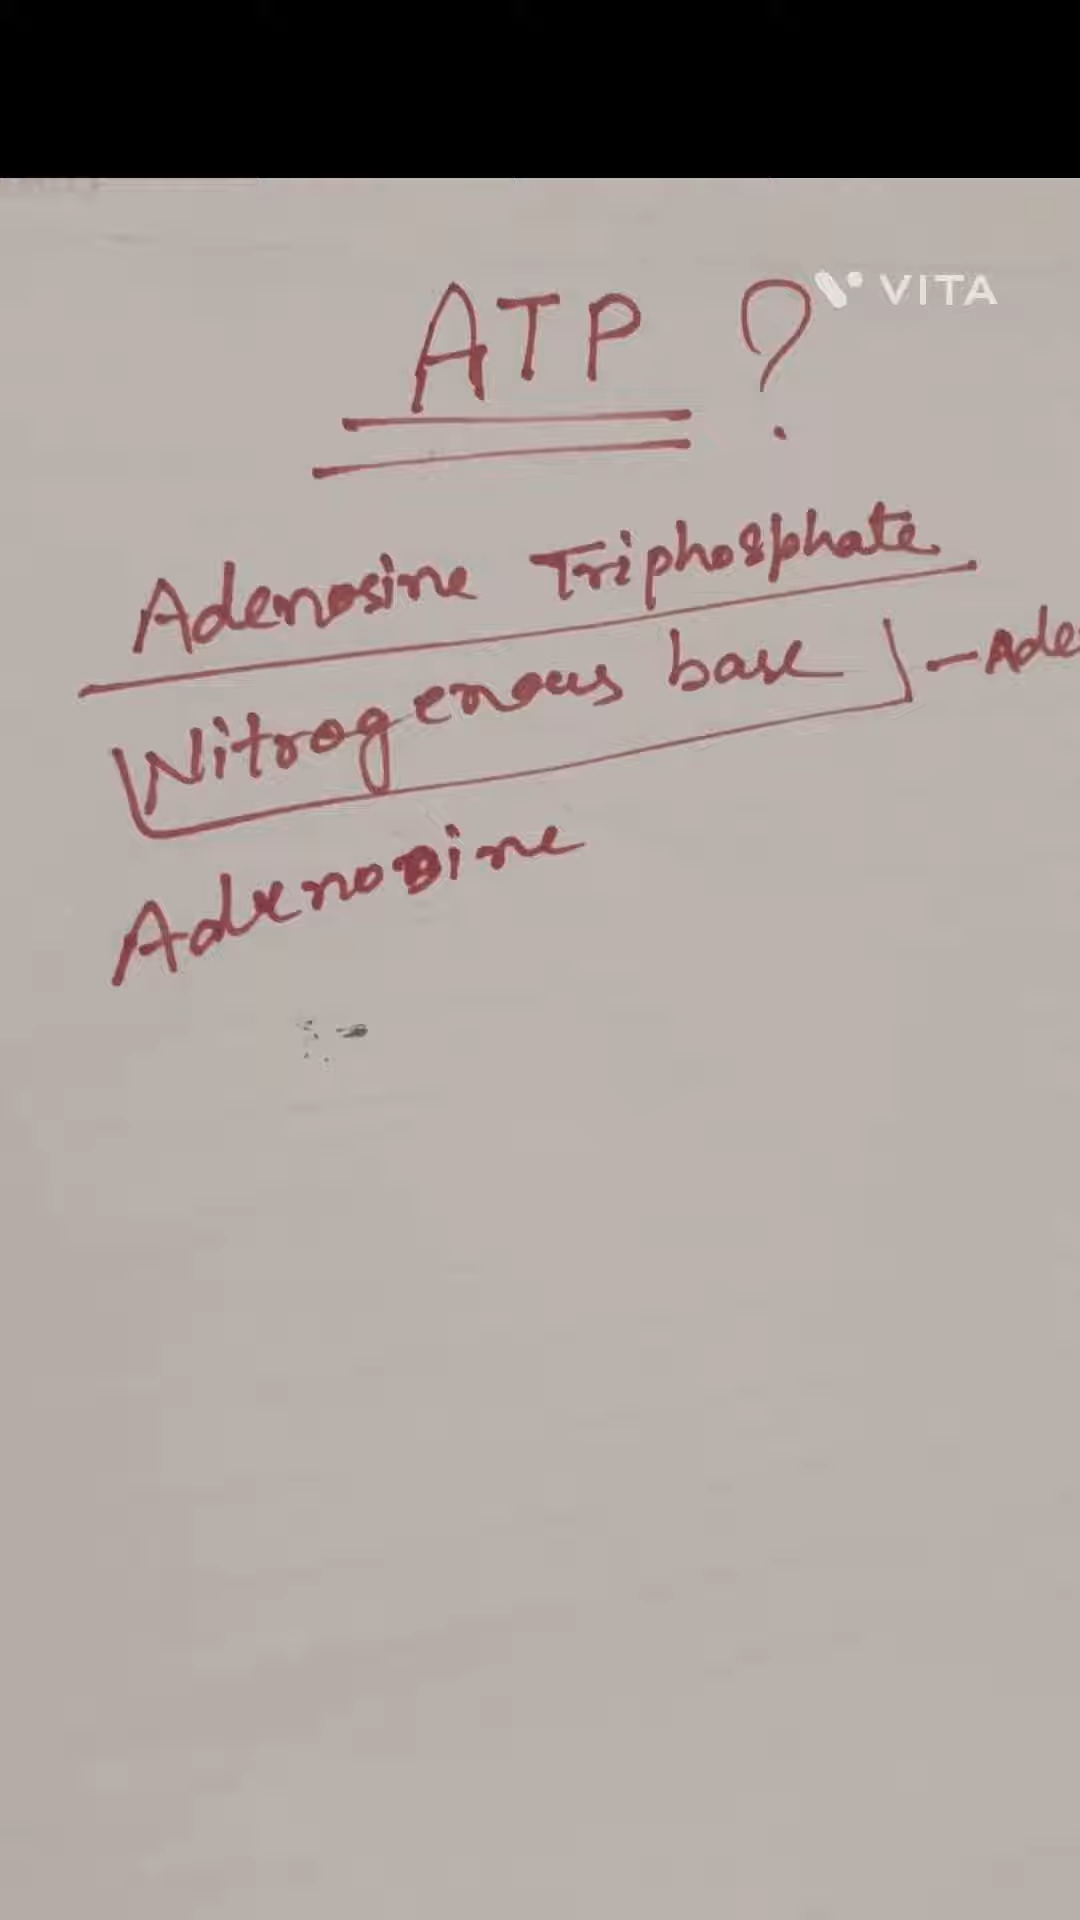 VITA
ATP ?
Adenosine Triphosphate
Nitrogenous base - Ade
Adenosine